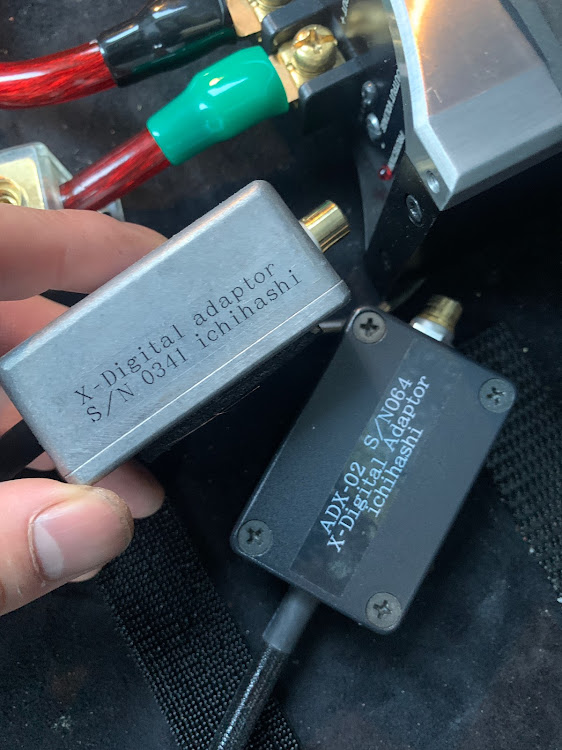 X-Digital adaptor
S/N 0341 ichihashi
ADX-02 S/N064
X-Digital Adaptor
ichihashi